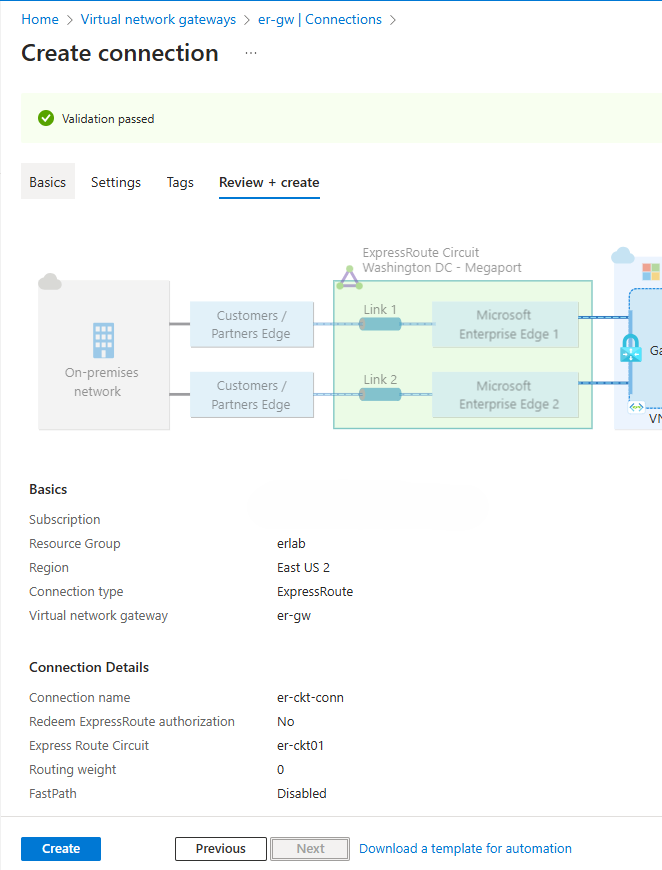 Home > Virtual network gateways > er-gw | Connections >
Create connection ...
Validation passed
Basics Settings Tags Review + create
ExpressRoute Circuit
Washington DC - Megaport
Link 1
Customers /
Partners Edge
Microsoft
Enterprise Edge 1
On-premises
network
Ga
Link 2
Customers /
Partners Edge
Microsoft
Enterprise Edge 2
VN
Basics
Subscription
Resource Group erlab
Region East US 2
Connection type ExpressRoute
Virtual network gateway er-gw
Connection Details
Connection name er-ckt-conn
Redeem ExpressRoute authorization No
Express Route Circuit er-ckt01
Routing weight 0
FastPath Disabled
Create Previous Next Download a template for automation